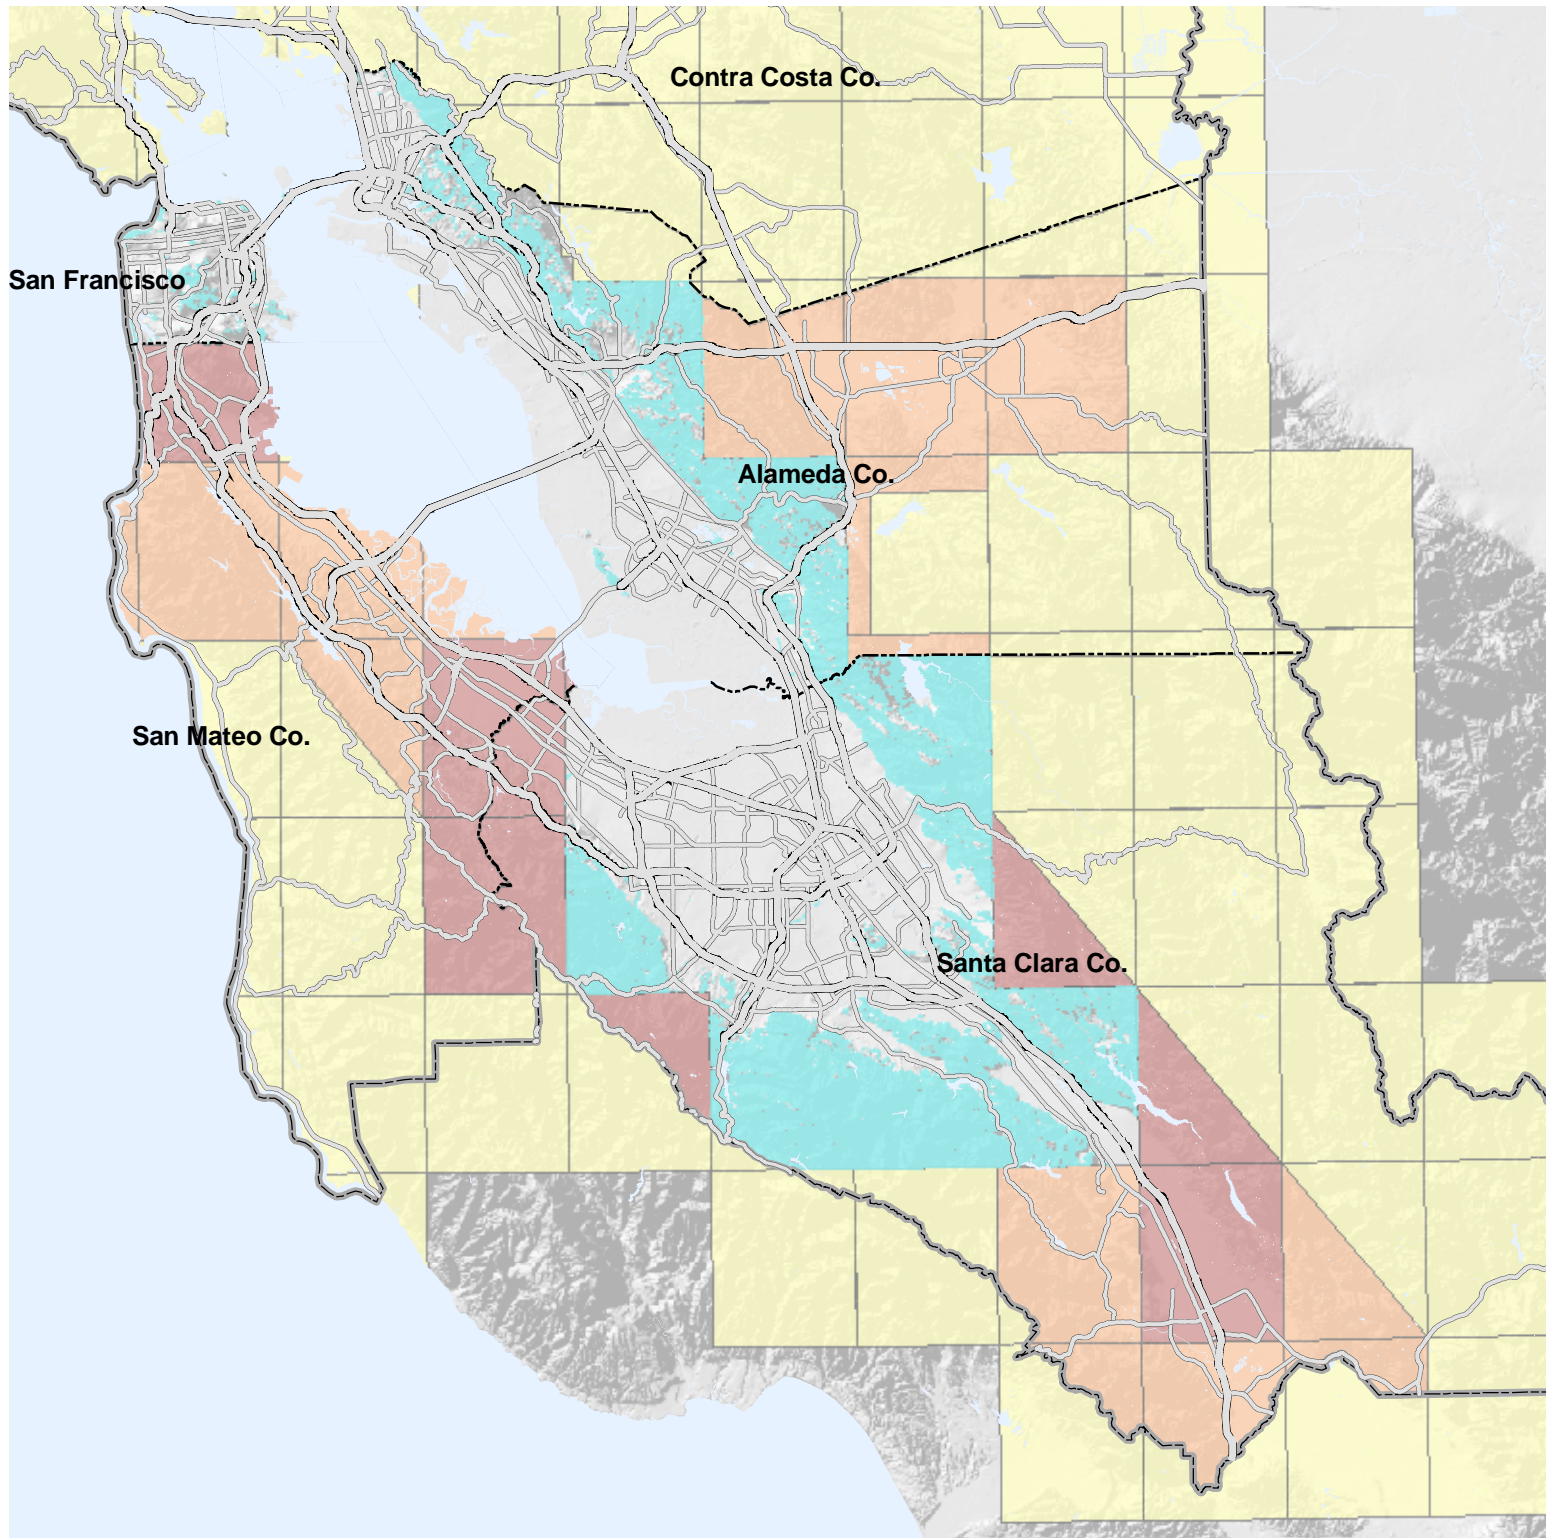 Contra Costa Co.
San Francisco
Alameda Co.
San Mateo Co.
Santa Clara Co.